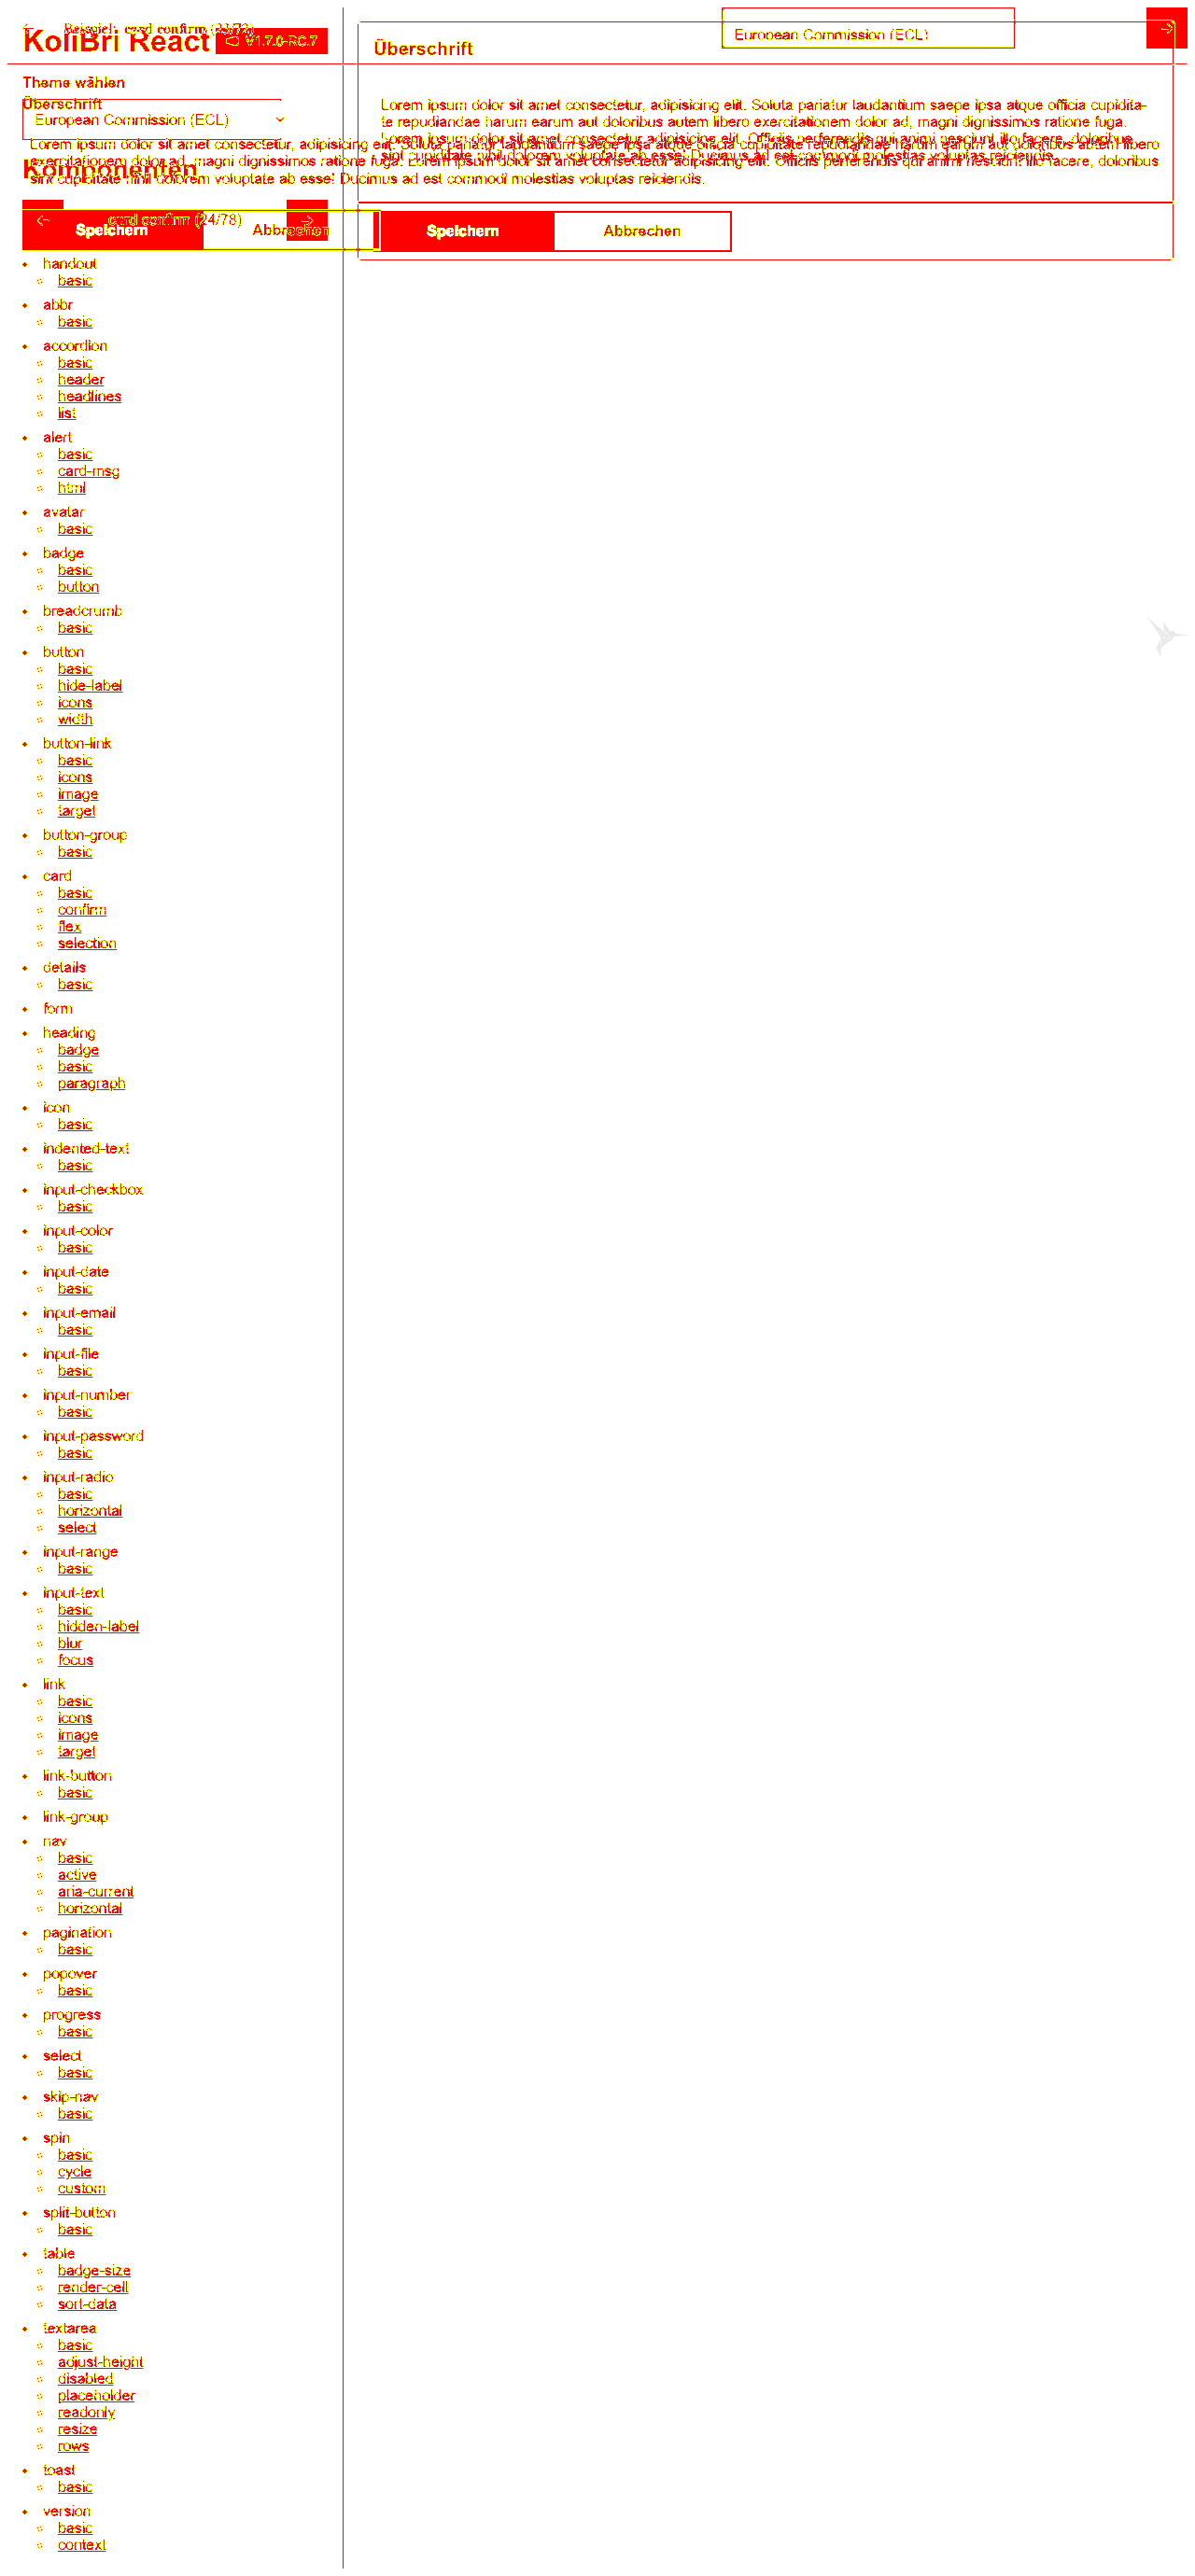 Beispiel: card confirm (23/72)
KoliBri React V1.7.0-RC.7
European Commission (ECL)
Überschrift
Theme wählen
Überschrift
European Commission (ECL)
Lorem ipsum dolor sit amet consectetur, adipisicing elit. Soluta pariatur laudantium saepe ipsa atque officia cupidita-
te repudiandae harum earum aut doloribus autem libero exercitationem dolor ad, magni dignissimos ratione fuga.
Lorem ipsum dolor sit amet consectetur adipisicing elit. Officiis perferendis qui animi nesciunt illo facere, doloribus
sint cupiditate nihil dolorem voluptate ab esse! Ducimus ad est commodi molestias voluptas reiciendis.
Lorem ipsum dolor sit amet consectetur, adipisicing elit. Soluta pariatur laudantium saepe ipsa atque officia cupiditate repudiandae harum earum aut doloribus autem libero
exercitationem dolor ad, magni dignissimos ratione fuga. Lorem ipsum dolor sit amet consectetur adipisicing elit. Officiis perferendis qui animi nesciunt illo facere, doloribus
sint cupiditate nihil dolorem voluptate ab esse! Ducimus ad est commodi molestias voluptas reiciendis.
Komponenten
card confirm (24/78)
Speichern Abbrechen
Speichern Abbrechen
handout
basic
abbr
basic
accordion
basic
header
headlines
list
alert
basic
card-msg
html
avatar
basic
badge
basic
button
breadcrumb
basic
button
basic
hide-label
icons
width
button-link
basic
icons
image
target
button-group
basic
card
basic
confirm
flex
selection
details
basic
form
heading
badge
basic
paragraph
icon
basic
indented-text
basic
input-checkbox
basic
input-color
basic
input-date
basic
input-email
basic
input-file
basic
input-number
basic
input-password
basic
input-radio
basic
horizontal
select
input-range
basic
input-text
basic
hidden-label
blur
focus
link
basic
icons
image
target
link-button
basic
link-group
nav
basic
active
aria-current
horizontal
pagination
basic
popover
basic
progress
basic
select
basic
skip-nav
basic
spin
basic
cycle
custom
split-button
basic
table
badge-size
render-cell
sort-data
textarea
basic
adjust-height
disabled
placeholder
readonly
resize
rows
toast
basic
version
basic
context